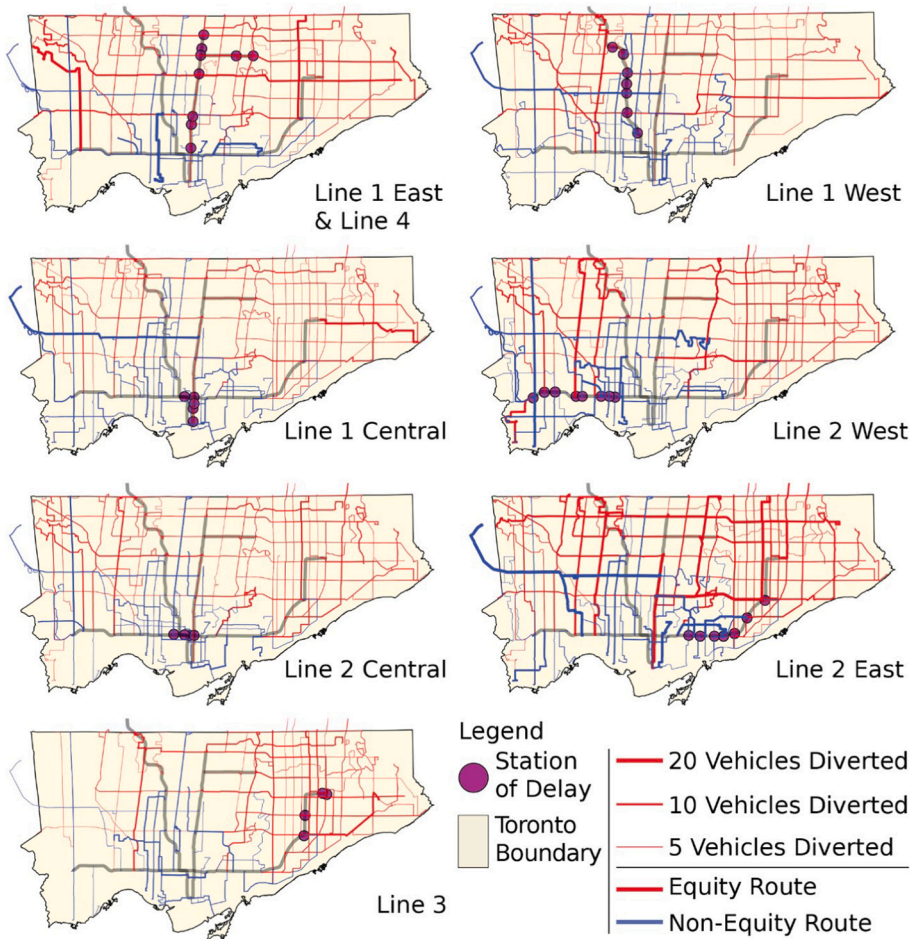 Line 1 East
& Line 4
Line 1 West
Line 1 Central
Line 2 West
Line 2 Central
Line 2 East
Line 3
Legend
Station
of Delay
Toronto
Boundary
20 Vehicles Diverted
10 Vehicles Diverted
5 Vehicles Diverted
Equity Route
Non-Equity Route